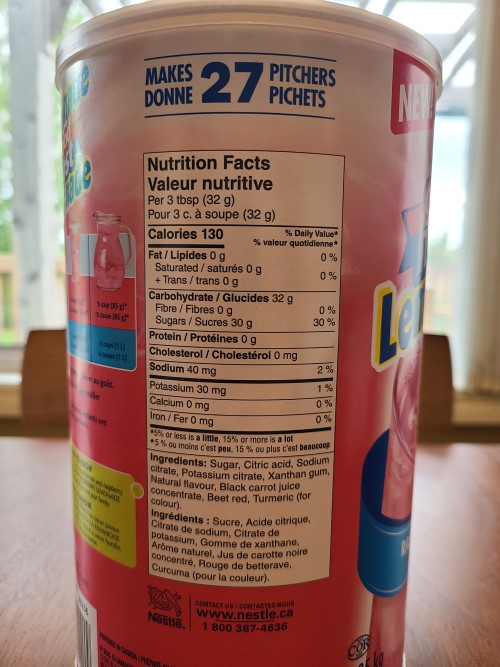 MAKES
DONNE
27
PITCHERS
PICHETS
NEW
Nutrition Facts
Valeur nutritive
Per 3 tbsp (32 g)
Pour 3 c. à soupe (32 g)
Calories 130
% Daily Value*
% valeur quotidienne*
Fat / Lipides 0 g 0 %
Saturated / saturés 0 g
+ Trans / trans 0 g 0 %
Carbohydrate / Glucides 32 g
Fibre / Fibres 0 g 0 %
Sugars / Sucres 30 g 30 %
Protein / Protéines 0 g
Cholesterol / Cholestérol 0 mg
Sodium 40 mg 2 %
Potassium 30 mg 1 %
Calcium 0 mg 0 %
Iron / Fer 0 mg 0 %
*5% or less is a little, 15% or more is a lot
*5 % ou moins c'est peu, 15 % ou plus c'est beaucoup
Ingredients: Sugar, Citric acid, Sodium
citrate, Potassium citrate, Xanthan gum,
Natural flavour, Black carrot juice
concentrate, Beet red, Turmeric (for
colour).
Ingrédients : Sucre, Acide citrique,
Citrate de sodium, Citrate de
potassium, Gomme de xanthane,
Arôme naturel, Jus de carotte noire
concentré, Rouge de betterave,
Curcuma (pour la couleur).
Nestlé.
CONTACT US / CONTACTEZ-NOUS
www.nestle.ca
1 800 387-4636
COR